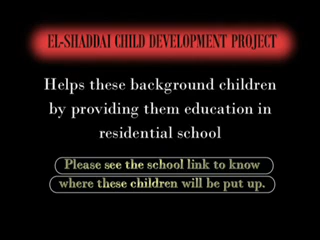 EL-SHADDAI CHILD DEVELOPMENT PROJECT
Helps these background children
by providing them education in
residential school
Please see the school link to know
where these children will be put up.